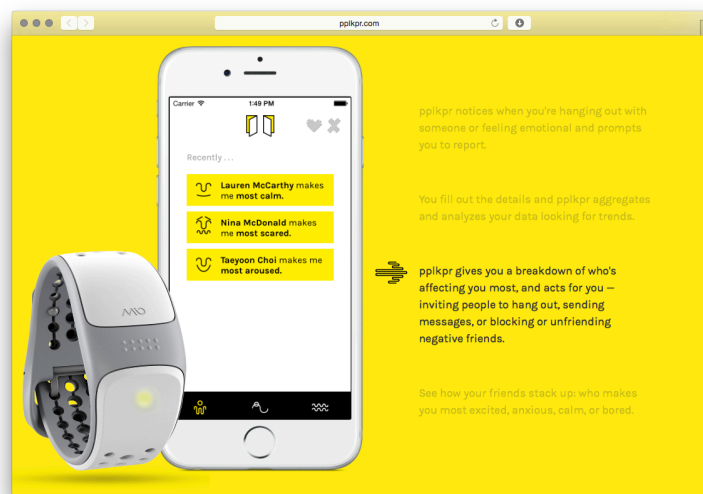 pplkpr.com
Carrier
1:49 PM
Recently . . .
Lauren McCarthy makes
me most calm.
Nina McDonald makes
me most scared.
Taeyoon Choi makes me
most aroused.
MIO
pplkpr notices when you're hanging out with
someone or feeling emotional and prompts
you to report.
You fill out the details and pplkpr aggregates
and analyzes your data looking for trends.
pplkpr gives you a breakdown of who's
affecting you most, and acts for you —
inviting people to hang out, sending
messages, or blocking or unfriending
negative friends.
See how your friends stack up: who makes
you most excited, anxious, calm, or bored.